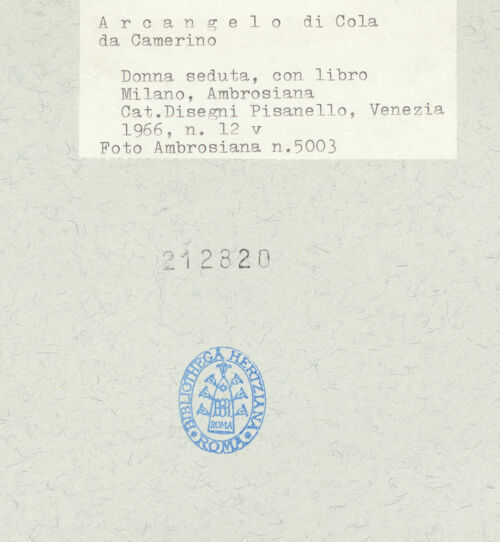 A r c a n g e l o di Cola
da Camerino
Donna seduta, con libro
Milano, Ambrosiana
Cat.Disegni Pisanello, Venezia
1966, n. 12 v
Foto Ambrosiana n.5003
212820
BIBLIOTHECA HERTZIANA
ROMA
• ROMA •